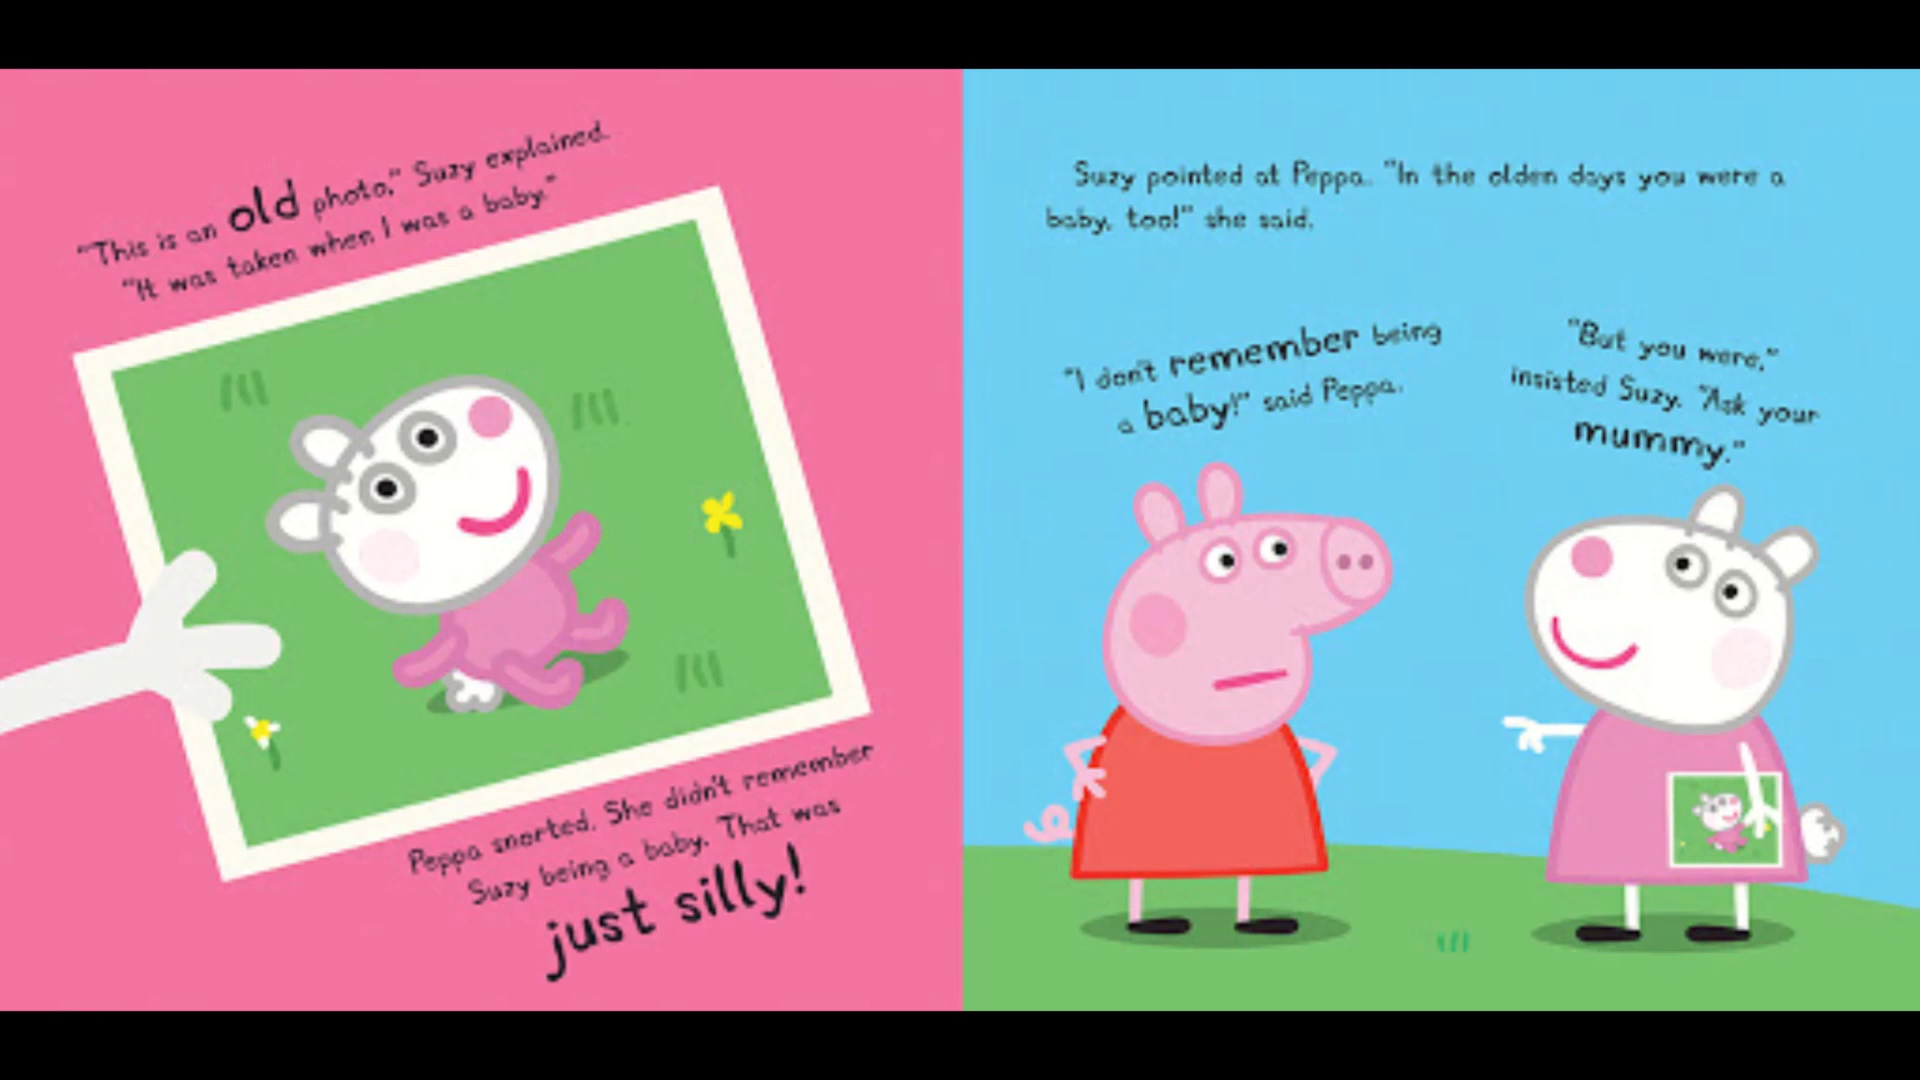 "This is an old photo," Suzy explained.
"It was taken when I was a baby."
Peppa snorted. She didn't remember
Suzy being a baby. That was
just silly!
Suzy pointed at Peppa. "In the olden days you were a
baby, too!" she said.
"I don't remember being
a baby!" said Peppa.
"But you were,"
insisted Suzy. "Ask your
mummy."